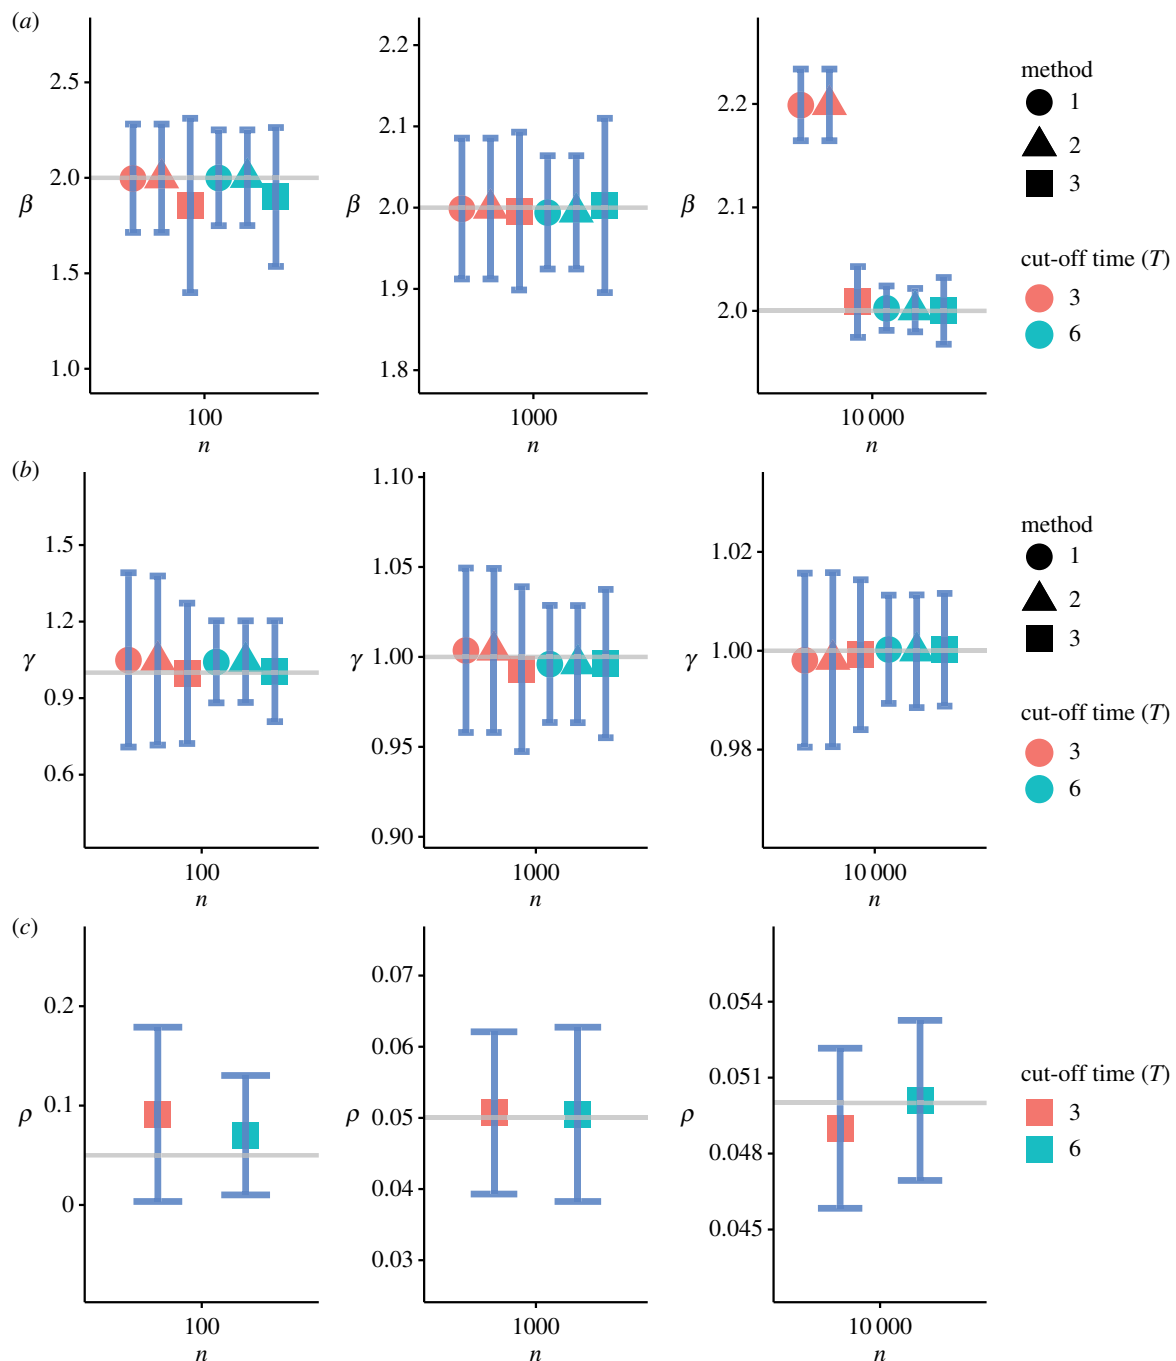 (a)
2.5
2.0
1.5
1.0
β
100
n
2.2
2.1
2.0
1.9
1.8
β
1000
n
2.2
2.1
2.0
β
10 000
n
method
1
2
3
cut-off time (T)
3
6
(b)
1.5
1.2
0.9
0.6
γ
100
n
1.10
1.05
1.00
0.95
0.90
γ
1000
n
1.02
1.00
0.98
γ
10 000
n
method
1
2
3
cut-off time (T)
3
6
(c)
0.2
0.1
0
ρ
100
n
0.07
0.06
0.05
0.04
0.03
ρ
1000
n
0.054
0.051
0.048
0.045
ρ
10 000
n
cut-off time (T)
3
6